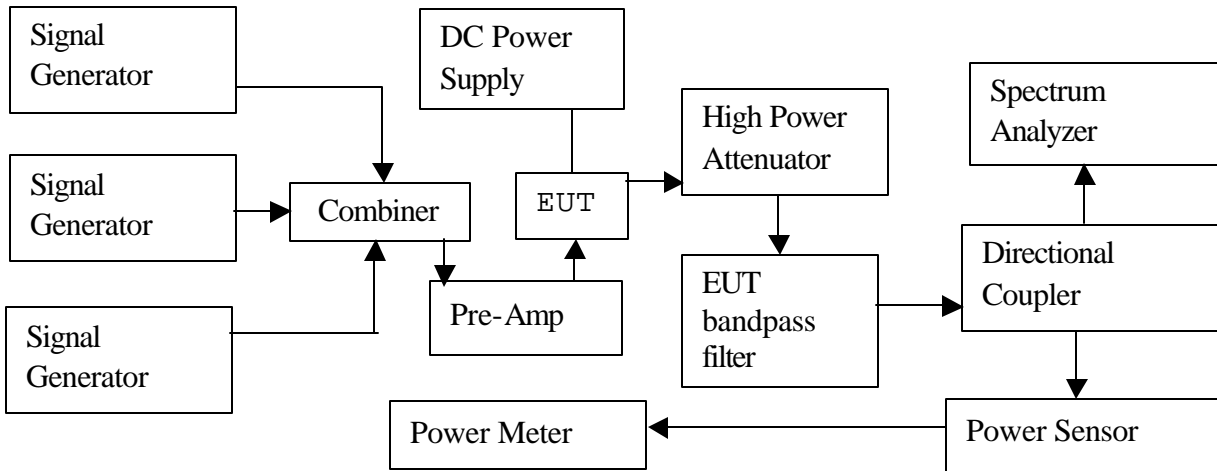 Signal
Generator
DC Power
Supply
Spectrum
Analyzer
High Power
Attenuator
Signal
Generator
Combiner
EUT
Directional
Coupler
EUT
bandpass
filter
Pre-Amp
Signal
Generator
Power Meter
Power Sensor